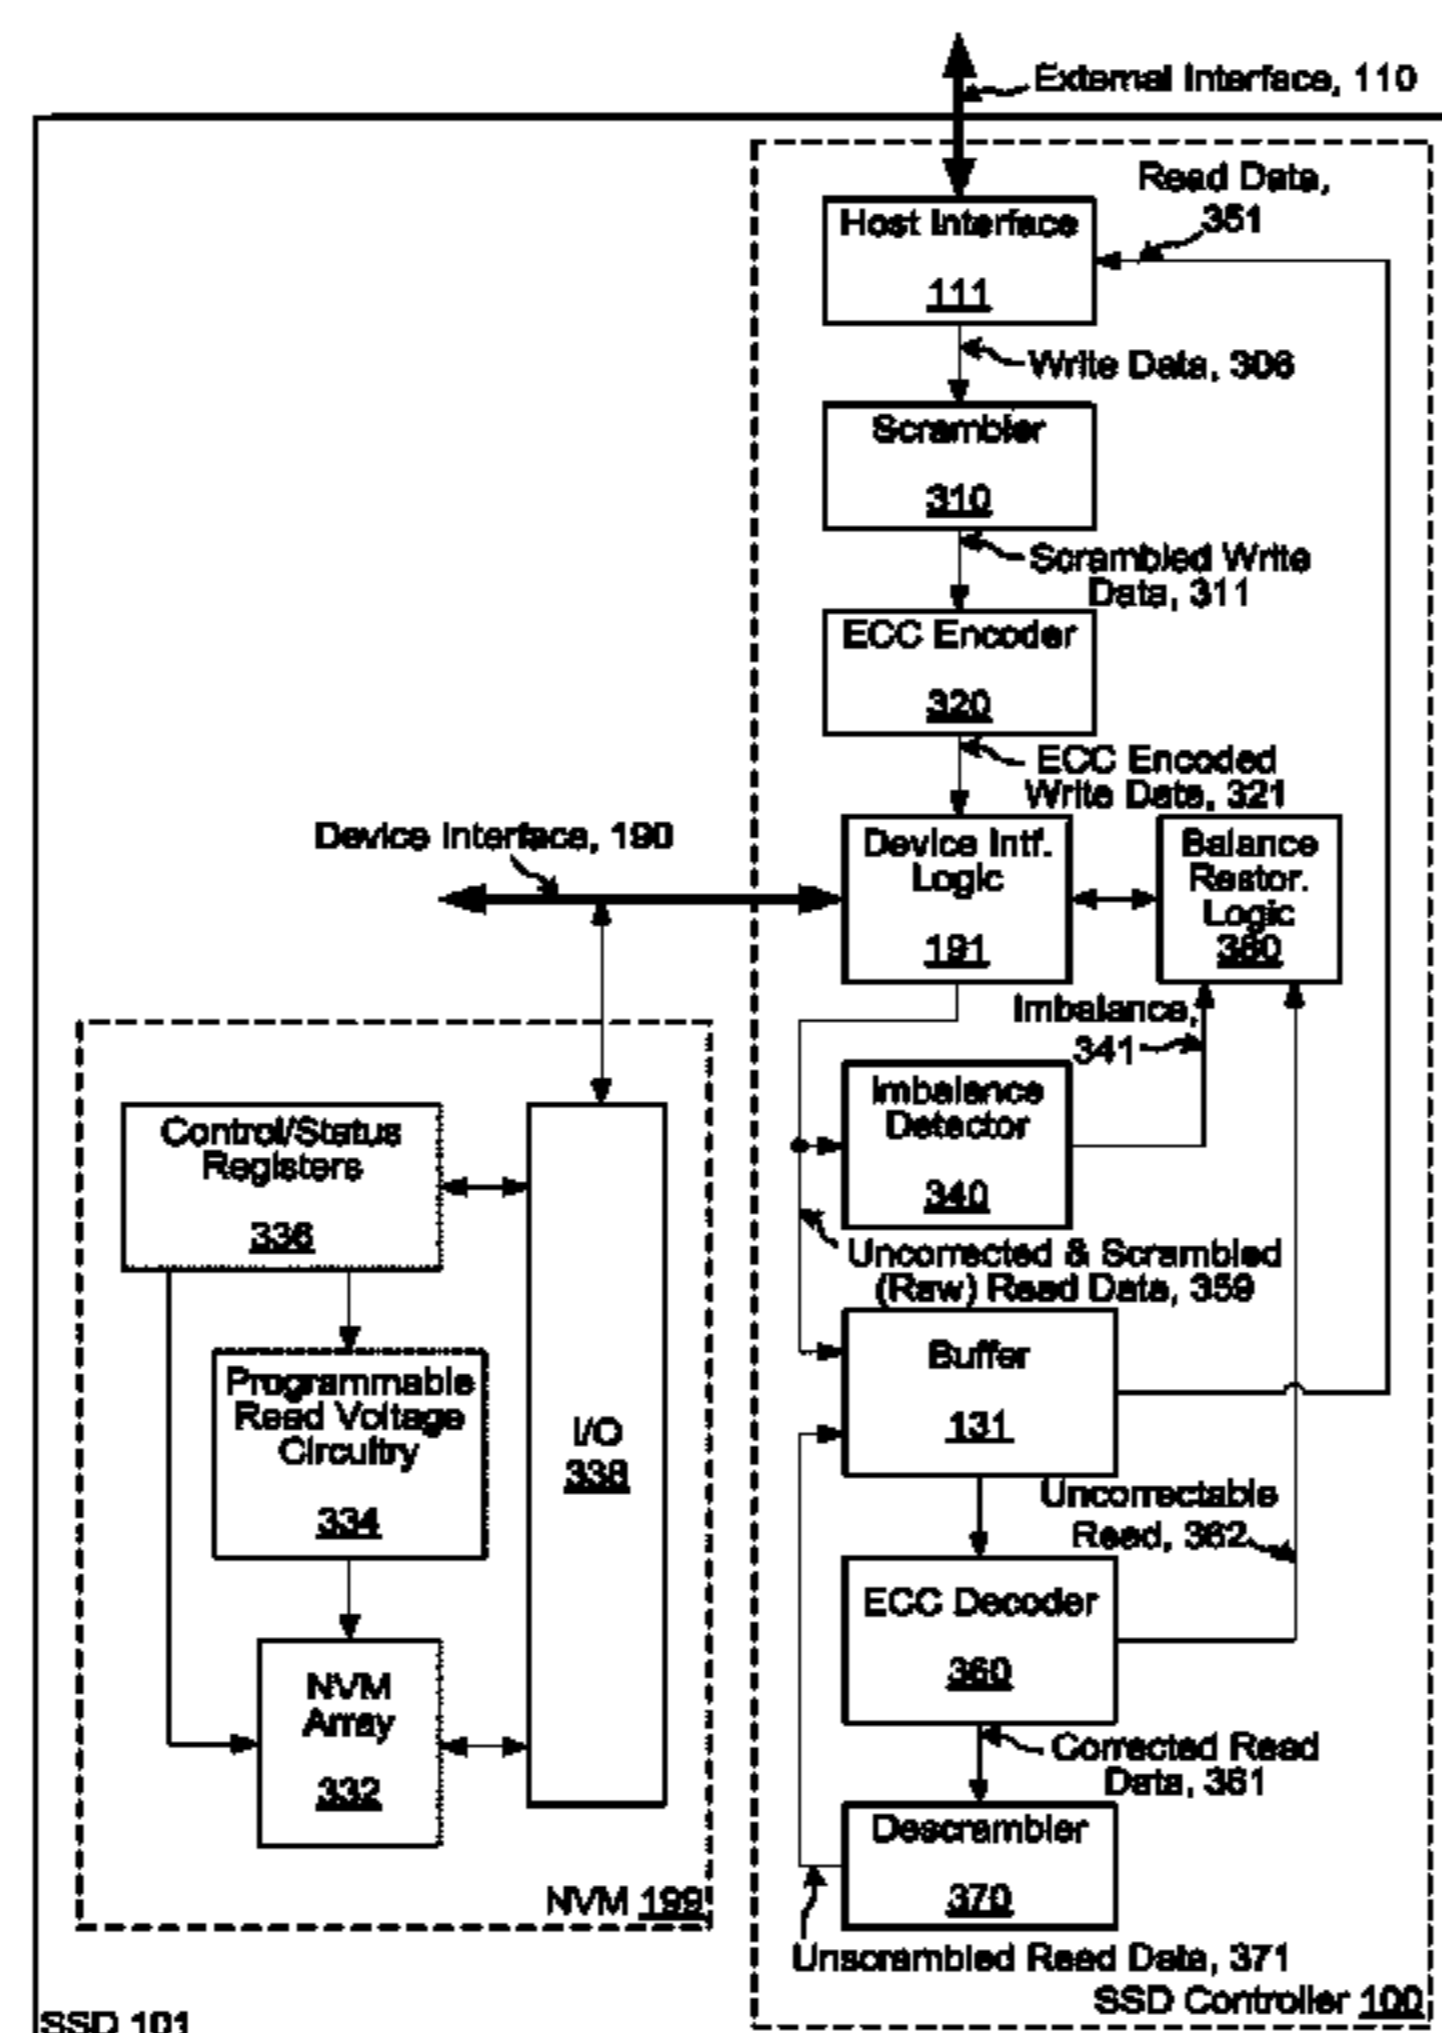 External Interface, 110
Read Data,
351
Host Interface
111
Write Data, 306
Scrambler
310
Scrambled Write
Data, 311
ECC Encoder
320
ECC Encoded
Write Data, 321
Device Interface, 190
Device Intf.
Logic
191
Balance
Restor.
Logic
380
Imbalance,
341
Imbalance
Detector
340
Control/Status
Registers
336
Uncorrected & Scrambled
(Raw) Read Data, 359
Programmable
Read Voltage
Circuitry
334
I/O
338
Buffer
131
Uncorrectable
Read, 362
ECC Decoder
360
NVM
Array
332
Corrected Read
Data, 361
Descrambler
370
NVM 199
Unscrambled Read Data, 371
SSD Controller 100
SSD 101